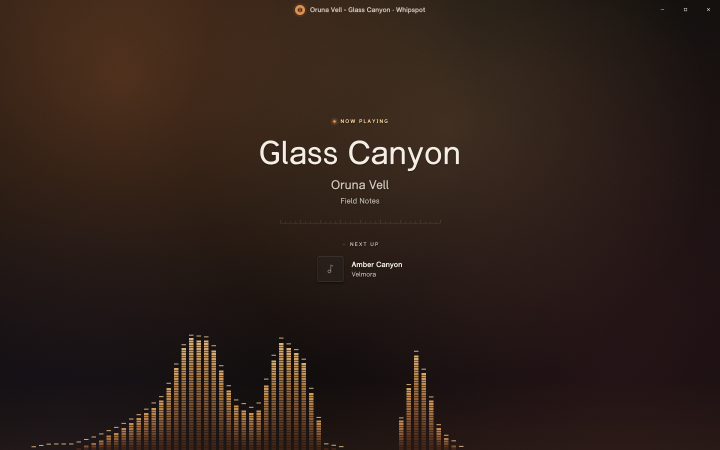 Oruna Vell • Glass Canyon · Whipspot
NOW PLAYING
Glass Canyon
Oruna Vell
Field Notes
NEXT UP
Amber Canyon
Velmora